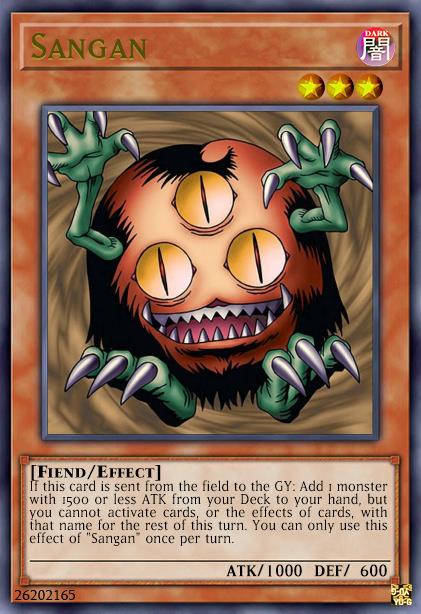 Sangan
DARK
闇
[Fiend/Effect]
If this card is sent from the field to the GY: Add 1 monster
with 1500 or less ATK from your Deck to your hand, but
you cannot activate cards, or the effects of cards, with
that name for the rest of this turn. You can only use this
effect of "Sangan" once per turn.
ATK/1000 DEF/ 600
26202165